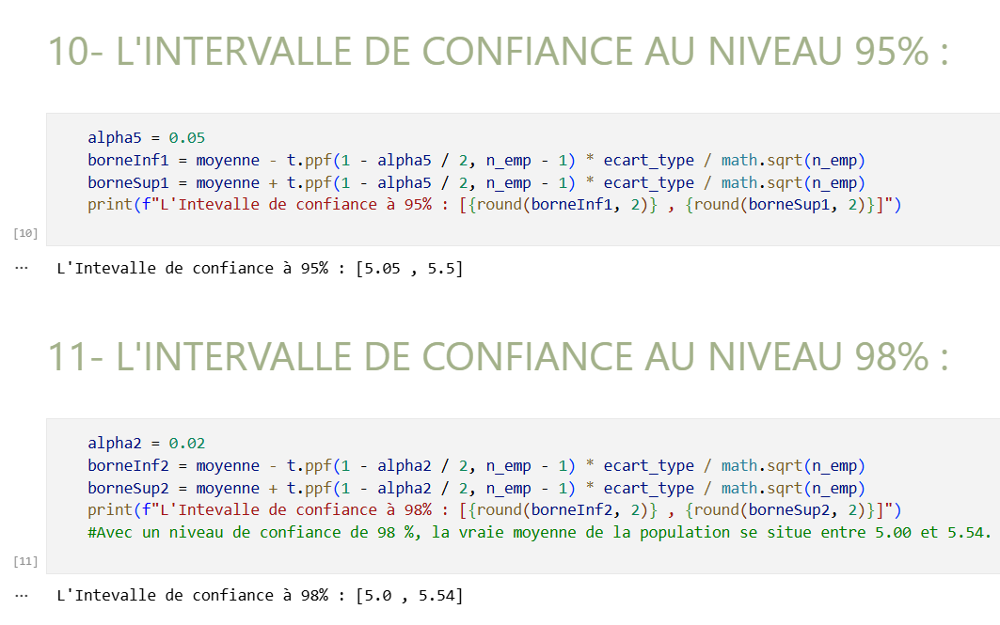 10- L'INTERVALLE DE CONFIANCE AU NIVEAU 95% :
alpha5 = 0.05
borneInf1 = moyenne - t.ppf(1 - alpha5 / 2, n_emp - 1) * ecart_type / math.sqrt(n_emp)
borneSup1 = moyenne + t.ppf(1 - alpha5 / 2, n_emp - 1) * ecart_type / math.sqrt(n_emp)
print(f"L'Intevalle de confiance à 95% : [{round(borneInf1, 2)} , {round(borneSup1, 2)}]")
[10]
... L'Intevalle de confiance à 95% : [5.05 , 5.5]
11- L'INTERVALLE DE CONFIANCE AU NIVEAU 98% :
alpha2 = 0.02
borneInf2 = moyenne - t.ppf(1 - alpha2 / 2, n_emp - 1) * ecart_type / math.sqrt(n_emp)
borneSup2 = moyenne + t.ppf(1 - alpha2 / 2, n_emp - 1) * ecart_type / math.sqrt(n_emp)
print(f"L'Intevalle de confiance à 98% : [{round(borneInf2, 2)} , {round(borneSup2, 2)}]")
#Avec un niveau de confiance de 98 %, la vraie moyenne de la population se situe entre 5.00 et 5.54.
[11]
... L'Intevalle de confiance à 98% : [5.0 , 5.54]